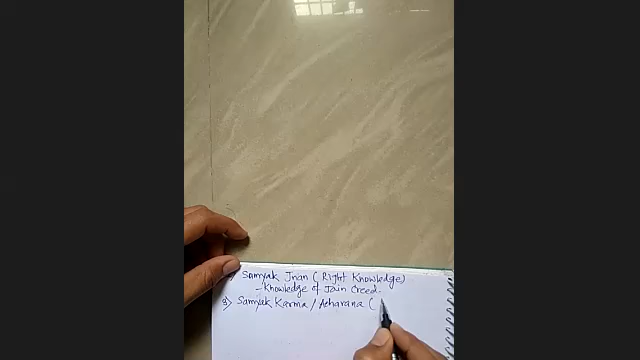 ) Samyak Jnan ( Right Knowledge)
- Knowledge of Jain Creed.
3) Samyak Karma / Acharana (